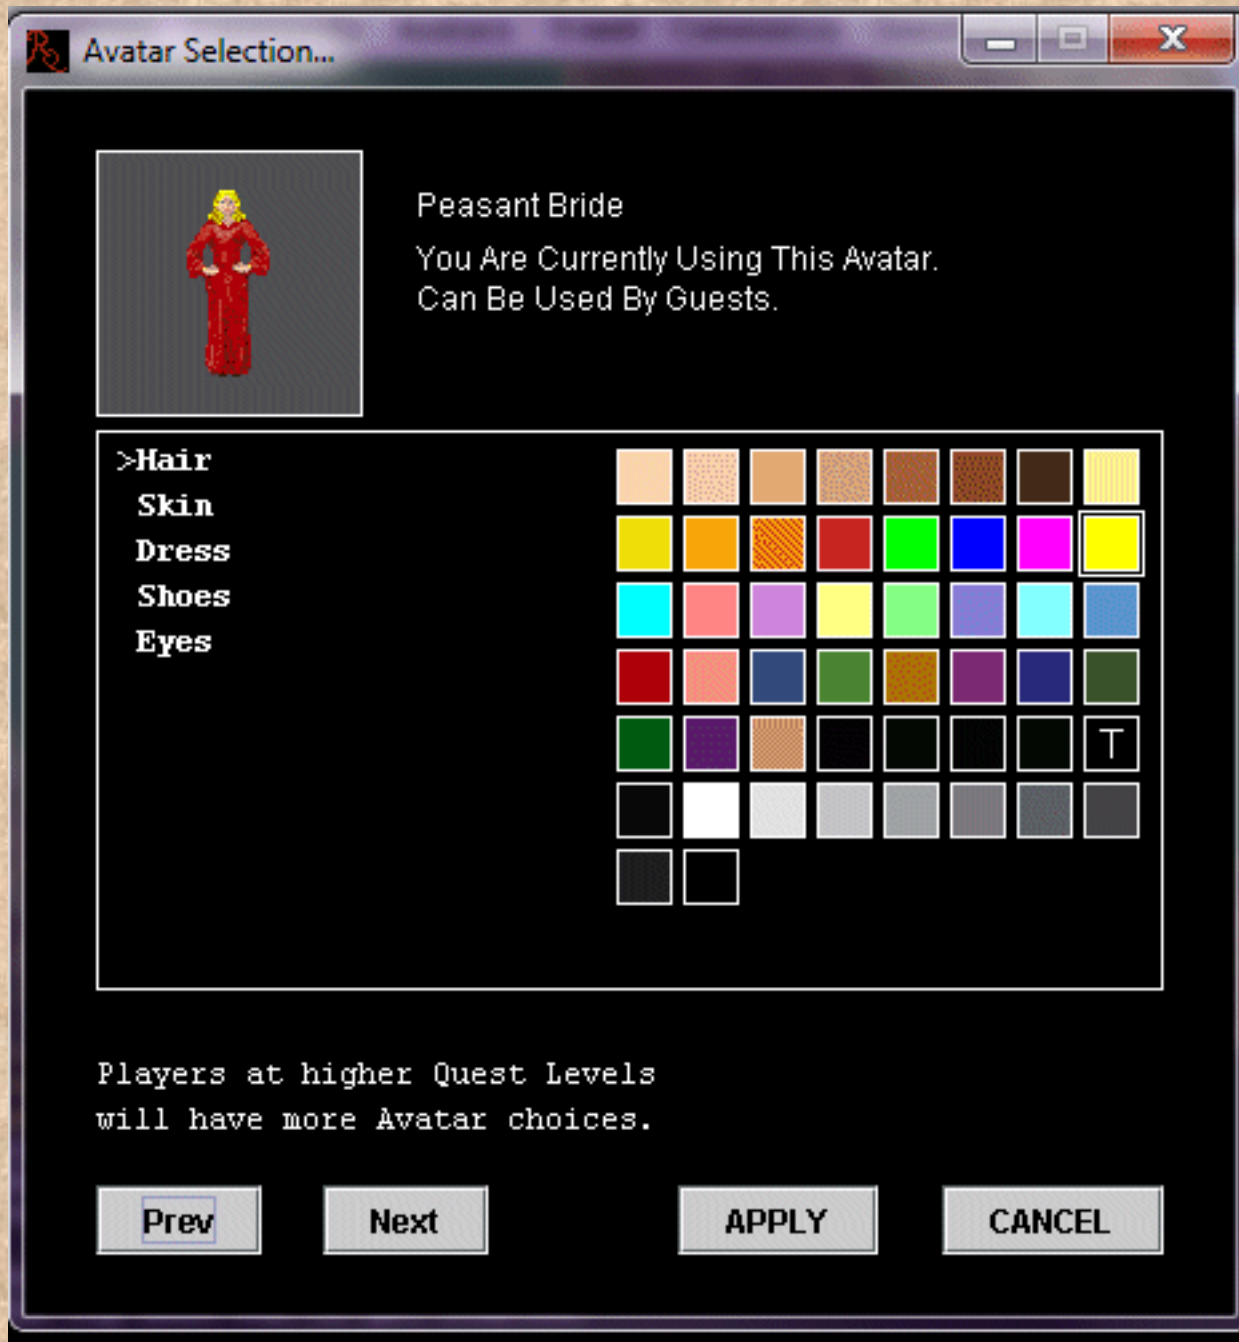 RQ Avatar Selection...
Peasant Bride
You Are Currently Using This Avatar.
Can Be Used By Guests.
>Hair
Skin
Dress
Shoes
Eyes
T
Players at higher Quest Levels
will have more Avatar choices.
Prev Next APPLY CANCEL